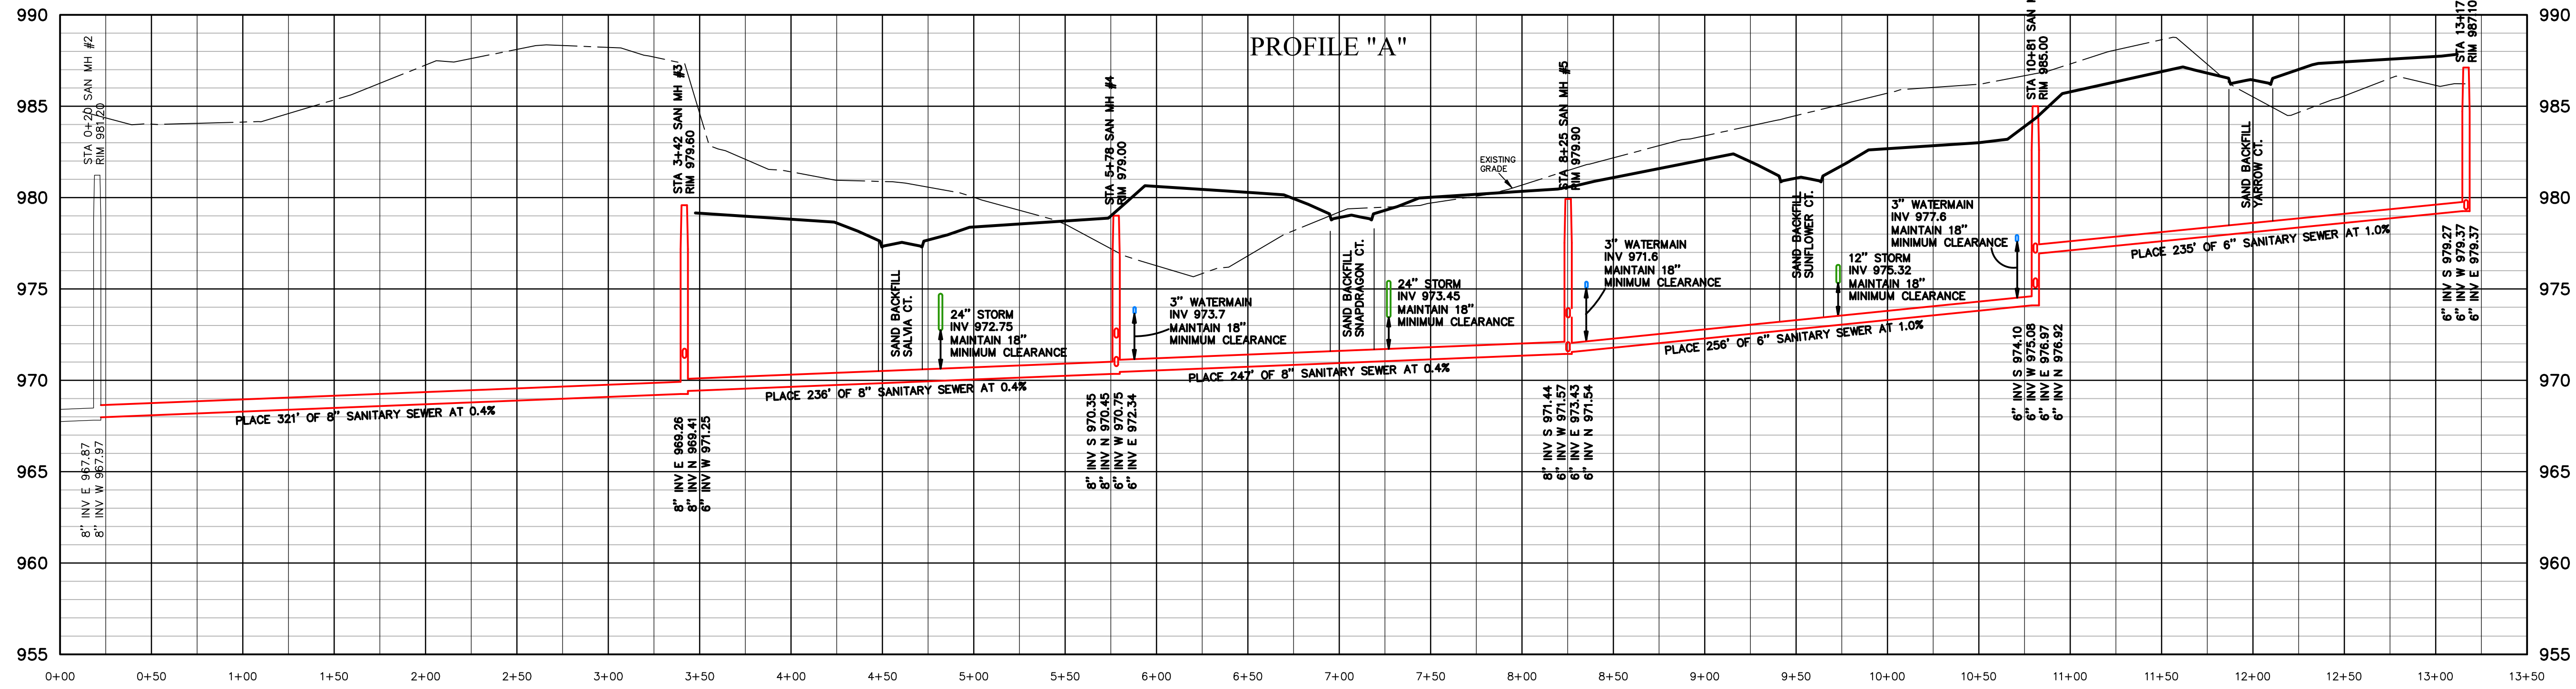 PROFILE "A"
990
985
980
975
970
965
960
955
990
985
980
975
970
965
960
955
STA 0+20 SAN MH #2
RIM 981.20
8" INV E 967.87
8" INV W 967.97
PLACE 321' OF 8" SANITARY SEWER AT 0.4%
STA 3+42 SAN MH #3
RIM 979.60
8" INV E 969.26
8" INV N 969.41
6" INV W 971.25
PLACE 236' OF 8" SANITARY SEWER AT 0.4%
SAND BACKFILL
SALVIA CT.
24" STORM
INV 972.75
MAINTAIN 18"
MINIMUM CLEARANCE
STA 5+78 SAN MH #4
RIM 979.00
8" INV S 970.35
8" INV N 970.45
6" INV W 970.75
6" INV E 972.34
3" WATERMAIN
INV 973.7
MAINTAIN 18"
MINIMUM CLEARANCE
PLACE 247' OF 8" SANITARY SEWER AT 0.4%
SAND BACKFILL
SNAPDRAGON CT.
24" STORM
INV 973.45
MAINTAIN 18"
MINIMUM CLEARANCE
EXISTING
GRADE
STA 8+25 SAN MH #5
RIM 979.90
8" INV S 971.44
6" INV W 971.57
6" INV E 973.43
6" INV N 971.54
3" WATERMAIN
INV 971.6
MAINTAIN 18"
MINIMUM CLEARANCE
PLACE 256' OF 6" SANITARY SEWER AT 1.0%
SAND BACKFILL
SUNFLOWER CT.
12" STORM
INV 975.32
MAINTAIN 18"
MINIMUM CLEARANCE
3" WATERMAIN
INV 977.6
MAINTAIN 18"
MINIMUM CLEARANCE
STA 10+81 SAN
RIM 985.00
6" INV S 974.10
6" INV W 975.08
6" INV E 976.97
6" INV N 976.92
PLACE 235' OF 6" SANITARY SEWER AT 1.0%
SAND BACKFILL
YARROW CT.
STA 13+17
RIM 987.10
6" INV S 979.27
6" INV W 979.37
6" INV E 979.37
0+00 0+50 1+00 1+50 2+00 2+50 3+00 3+50 4+00 4+50 5+00 5+50 6+00 6+50 7+00 7+50 8+00 8+50 9+00 9+50 10+00 10+50 11+00 11+50 12+00 12+50 13+00 13+50